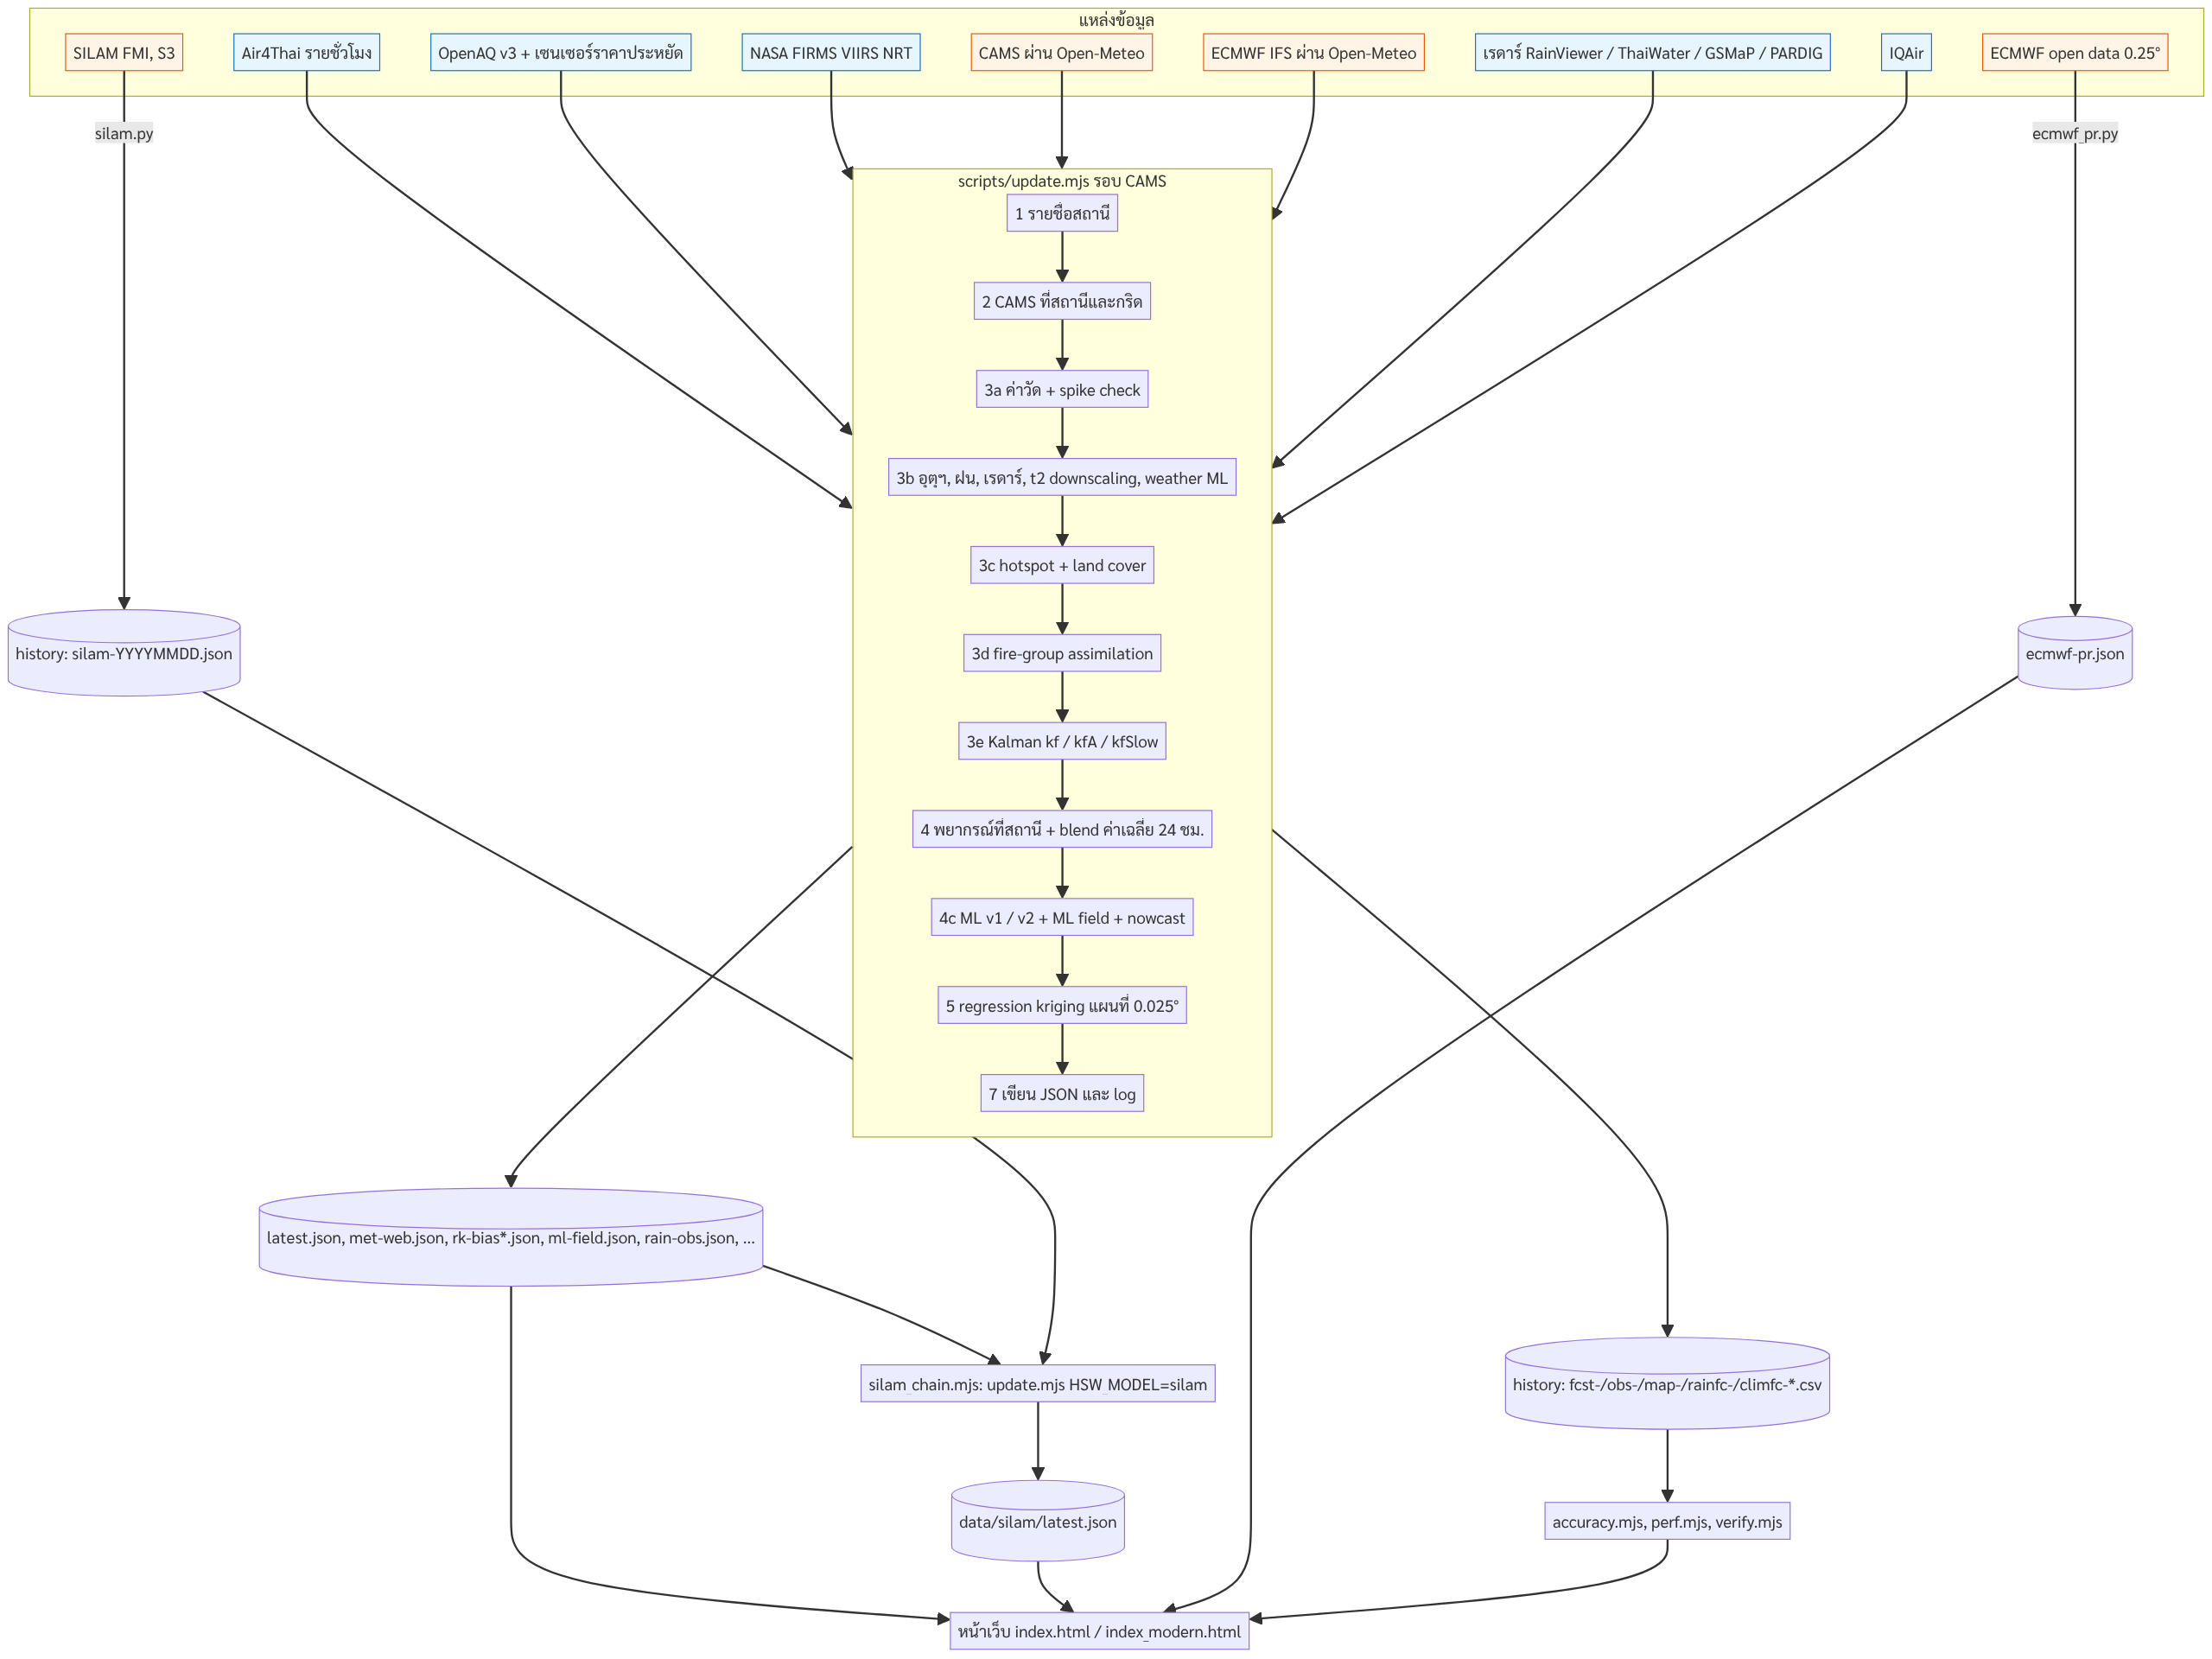 แหล่งข้อมูล
SILAM FMI, S3
Air4Thai รายชั่วโมง
OpenAQ v3 + เซนเซอร์ราคาประหยัด
NASA FIRMS VIIRS NRT
CAMS ผ่าน Open-Meteo
ECMWF IFS ผ่าน Open-Meteo
เรดาร์ RainViewer / ThaiWater / GSMaP / PARDIG
IQAir
ECMWF open data 0.25°
silam.py
ecmwf_pr.py
scripts/update.mjs รอบ CAMS
1 รายชื่อสถานี
2 CAMS ที่สถานีและกริด
3a ค่าวัด + spike check
3b อุตุฯ, ฝน, เรดาร์, t2 downscaling, weather ML
3c hotspot + land cover
3d fire-group assimilation
history: silam-YYYYMMDD.json
ecmwf-pr.json
3e Kalman kf / kfA / kfSlow
4 พยากรณ์ที่สถานี + blend ค่าเฉลี่ย 24 ชม.
4c ML v1 / v2 + ML field + nowcast
5 regression kriging แผนที่ 0.025°
7 เขียน JSON และ log
latest.json, met-web.json, rk-bias*.json, ml-field.json, rain-obs.json, ...
silam_chain.mjs: update.mjs HSW_MODEL=silam
history: fcst-/obs-/map-/rainfc-/climfc-*.csv
data/silam/latest.json
accuracy.mjs, perf.mjs, verify.mjs
หน้าเว็บ index.html / index_modern.html